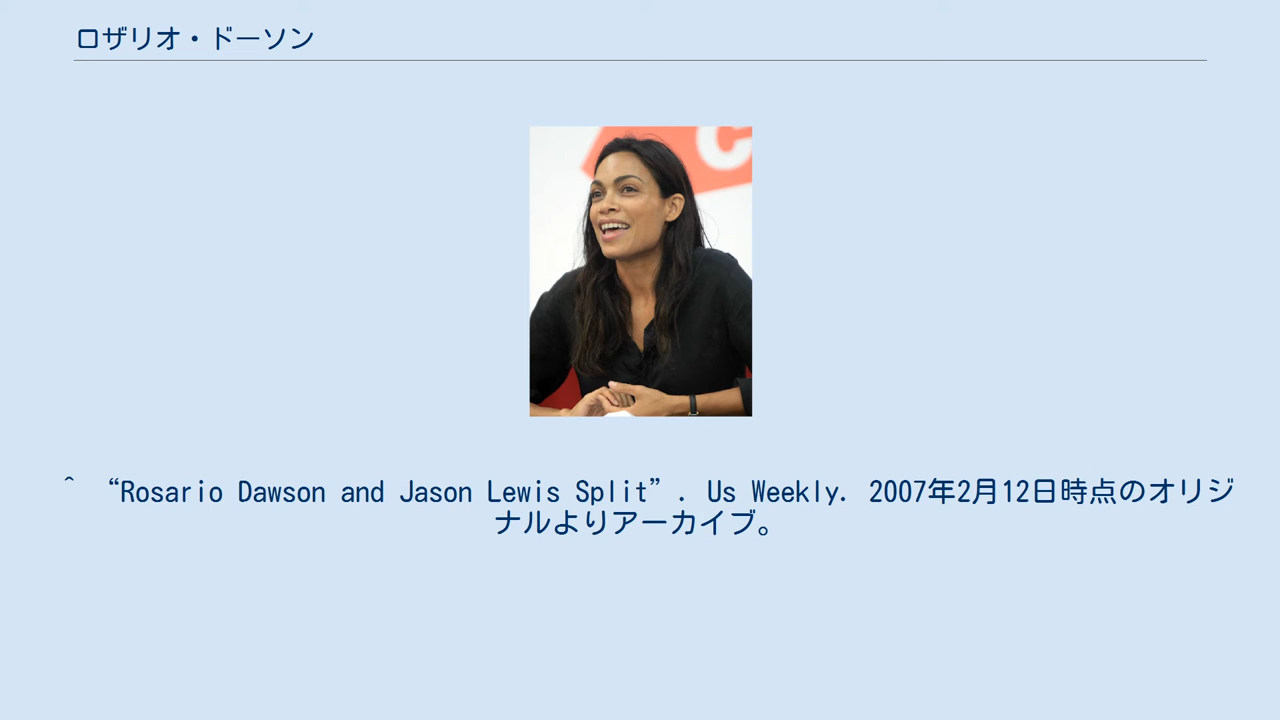 ロザリオ・ドーソン
C
^ “Rosario Dawson and Jason Lewis Split”. Us Weekly. 2007年2月12日時点のオリジ
ナルよりアーカイブ。